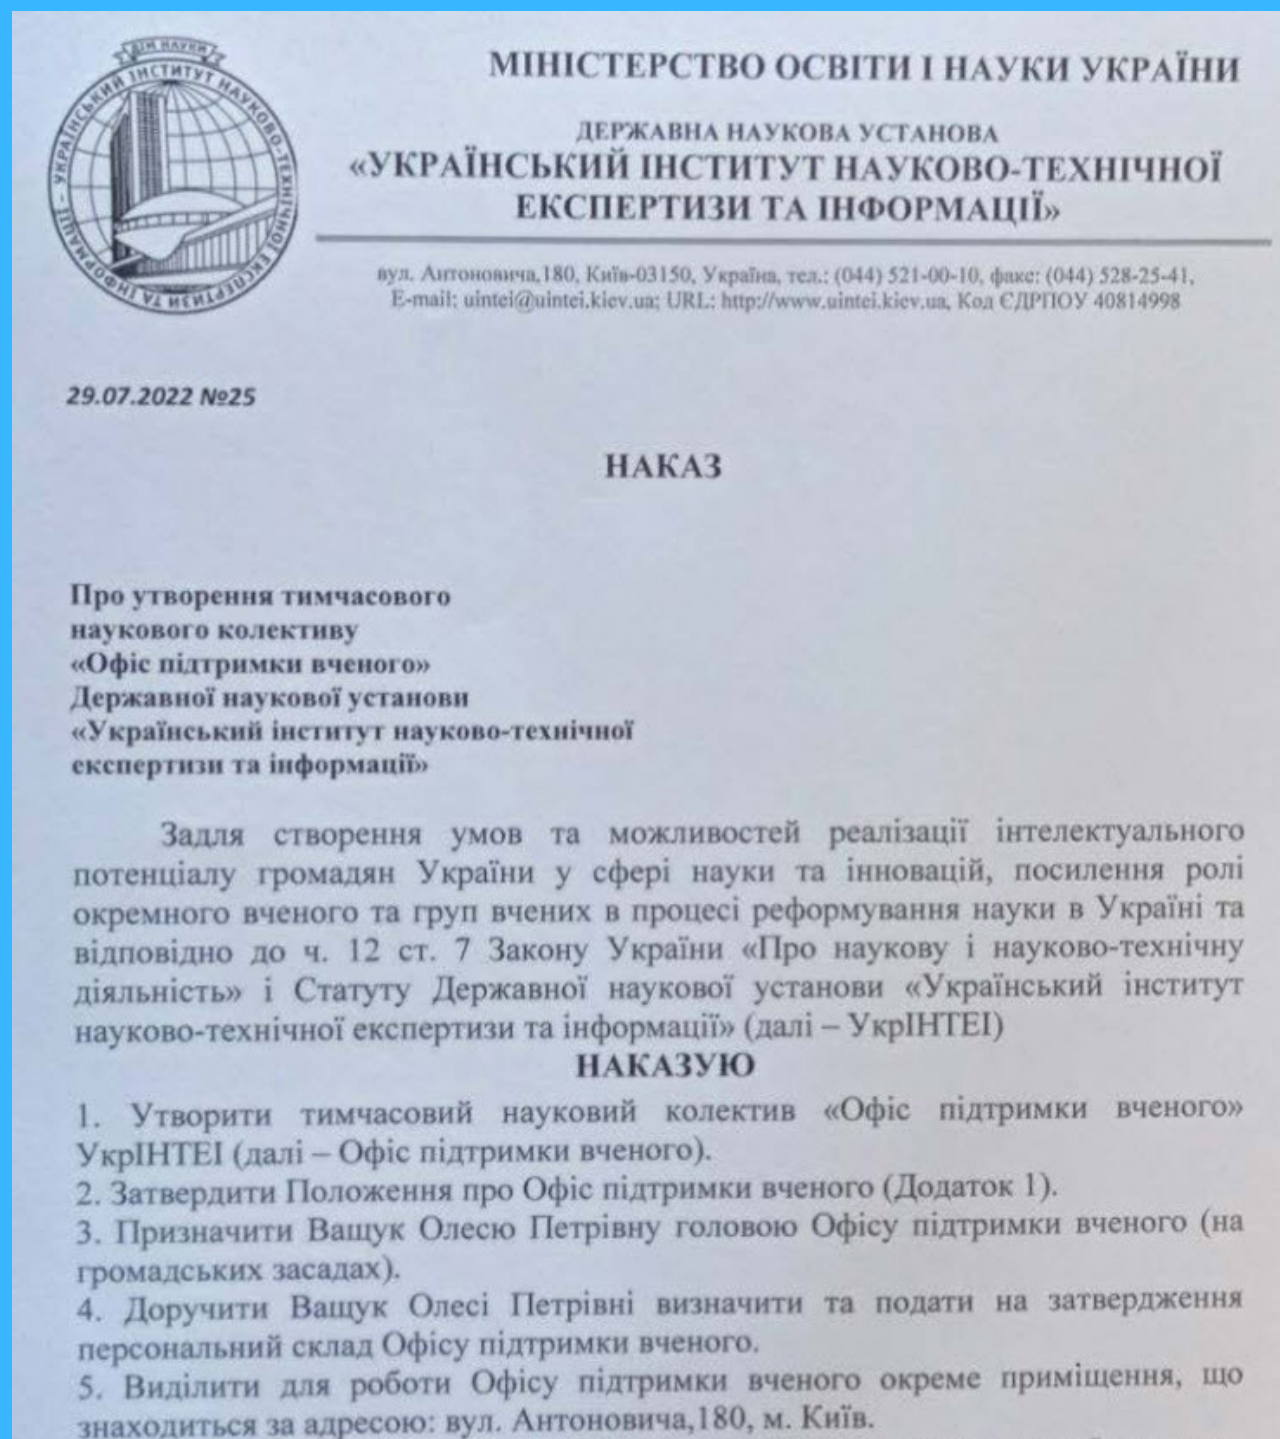 ДІМ НАУКИ
УКРАЇНСЬКИЙ ІНСТИТУТ НАУКОВО-ТЕХНІЧНОЇ ЕКСПЕРТИЗИ ТА ІНФОРМАЦІЇ
МІНІСТЕРСТВО ОСВІТИ І НАУКИ УКРАЇНИ
ДЕРЖАВНА НАУКОВА УСТАНОВА
«УКРАЇНСЬКИЙ ІНСТИТУТ НАУКОВО-ТЕХНІЧНОЇ
ЕКСПЕРТИЗИ ТА ІНФОРМАЦІЇ»
вул. Антоновича,180, Київ-03150, Україна, тел.: (044) 521-00-10, факс: (044) 528-25-41,
E-mail: uintei@uintei.kiev.ua; URL: http://www.uintei.kiev.ua, Код ЄДРПОУ 40814998
29.07.2022 №25
НАКАЗ
Про утворення тимчасового
наукового колективу
«Офіс підтримки вченого»
Державної наукової установи
«Український інститут науково-технічної
експертизи та інформації»
Задля створення умов та можливостей реалізації інтелектуального
потенціалу громадян України у сфері науки та інновацій, посилення ролі
окремного вченого та груп вчених в процесі реформування науки в Україні та
відповідно до ч. 12 ст. 7 Закону України «Про наукову і науково-технічну
діяльність» і Статуту Державної наукової установи «Український інститут
науково-технічної експертизи та інформації» (далі – УкрІНТЕІ)
НАКАЗУЮ
1. Утворити тимчасовий науковий колектив «Офіс підтримки вченого»
УкрІНТЕІ (далі – Офіс підтримки вченого).
2. Затвердити Положення про Офіс підтримки вченого (Додаток 1).
3. Призначити Ващук Олесю Петрівну головою Офісу підтримки вченого (на
громадських засадах).
4. Доручити Ващук Олесі Петрівні визначити та подати на затвердження
персональний склад Офісу підтримки вченого.
5. Виділити для роботи Офісу підтримки вченого окреме приміщення, що
знаходиться за адресою: вул. Антоновича,180, м. Київ.